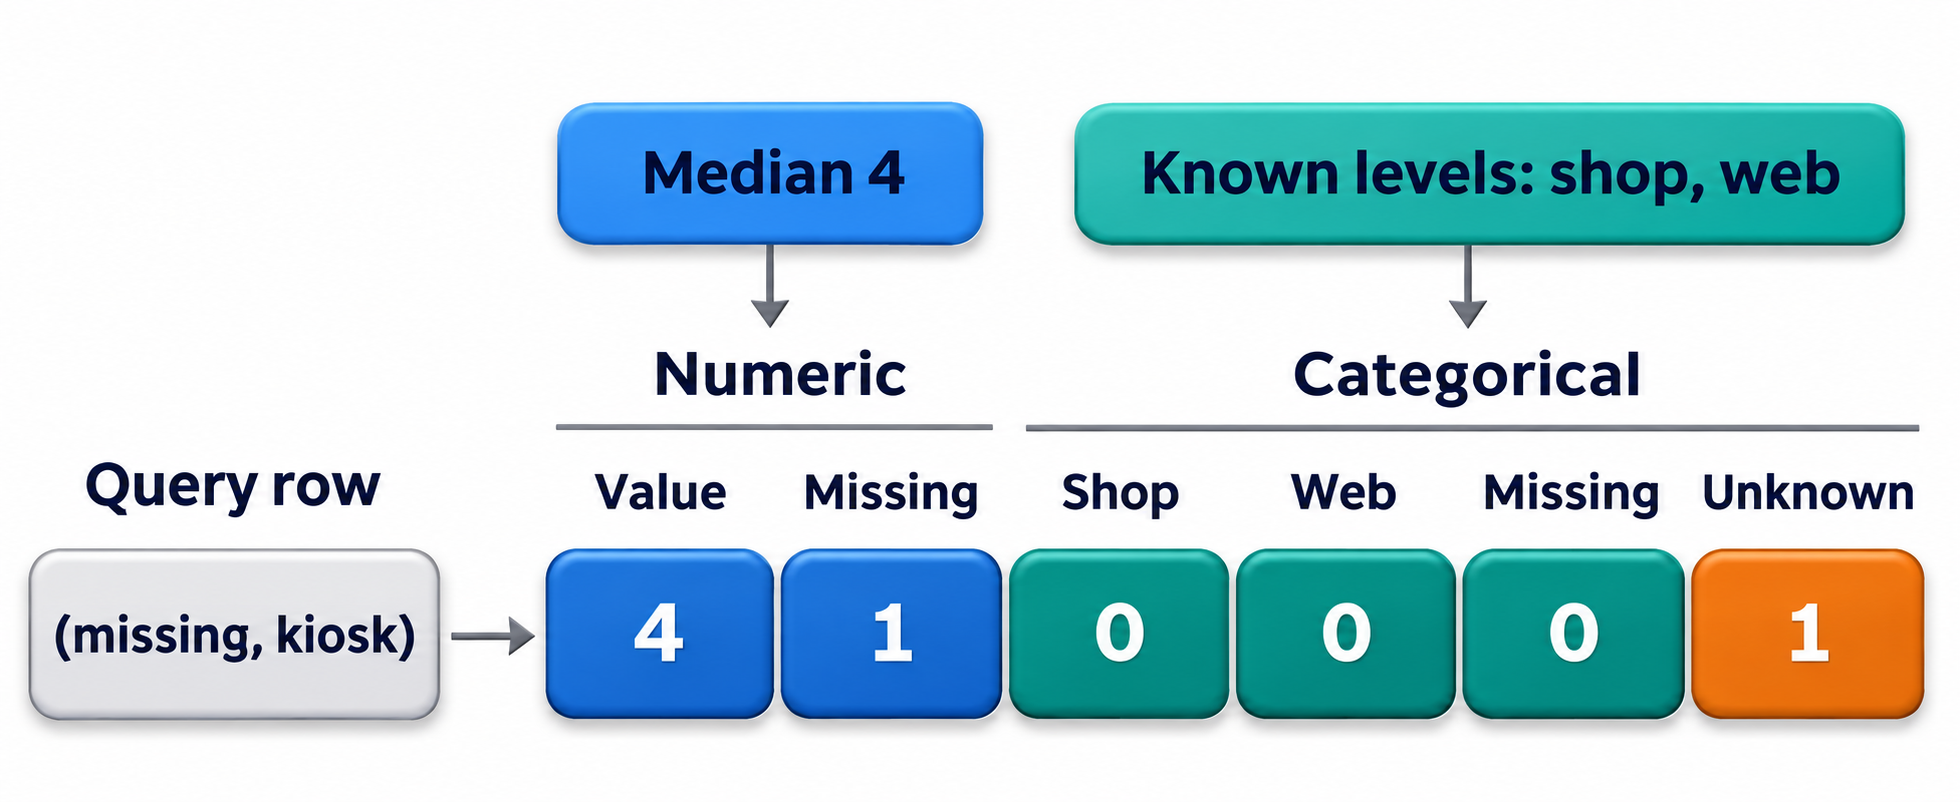 Median 4
Known levels: shop, web
Numeric
Categorical
Query row
Value
Missing
Shop
Web
Missing
Unknown
(missing, kiosk)
4
1
0
0
0
1